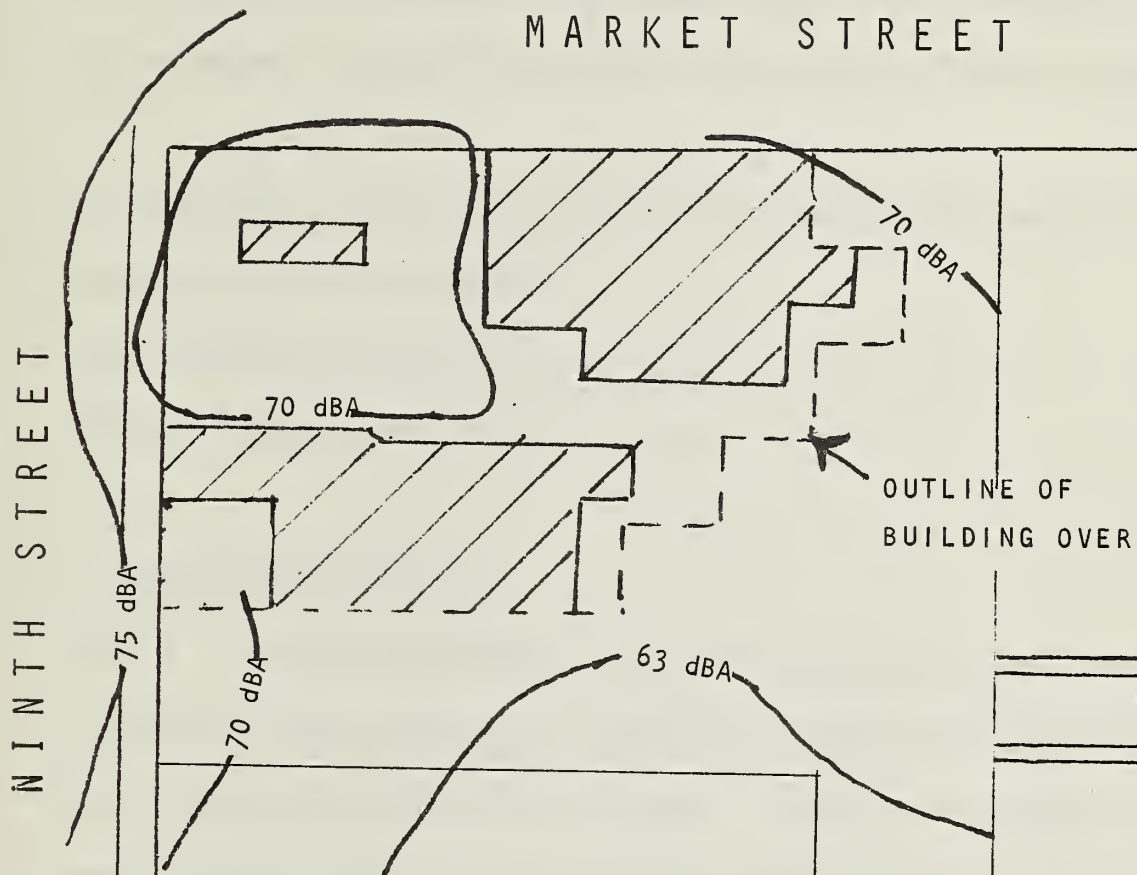 MARKET STREET
70 dBA
70 dBA
NINTH STREET
OUTLINE OF
BUILDING OVER
75 dBA
63 dBA
70 dBA